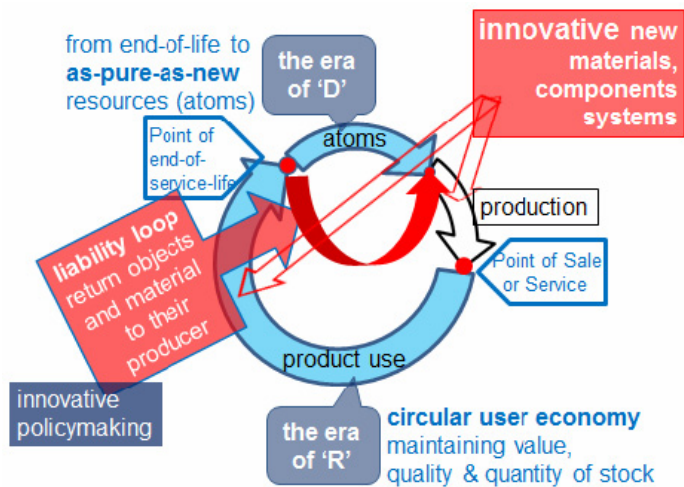 from end-of-life to
as-pure-as-new
resources (atoms)
the era
of 'D'
innovative new
materials,
components
systems
Point of
end-of-
service-life
atoms
production
Point of Sale
or Service
liability loop
return objects
and material
to their
producer
product use
innovative
policymaking
the era
of 'R'
circular user economy
maintaining value,
quality & quantity of stock